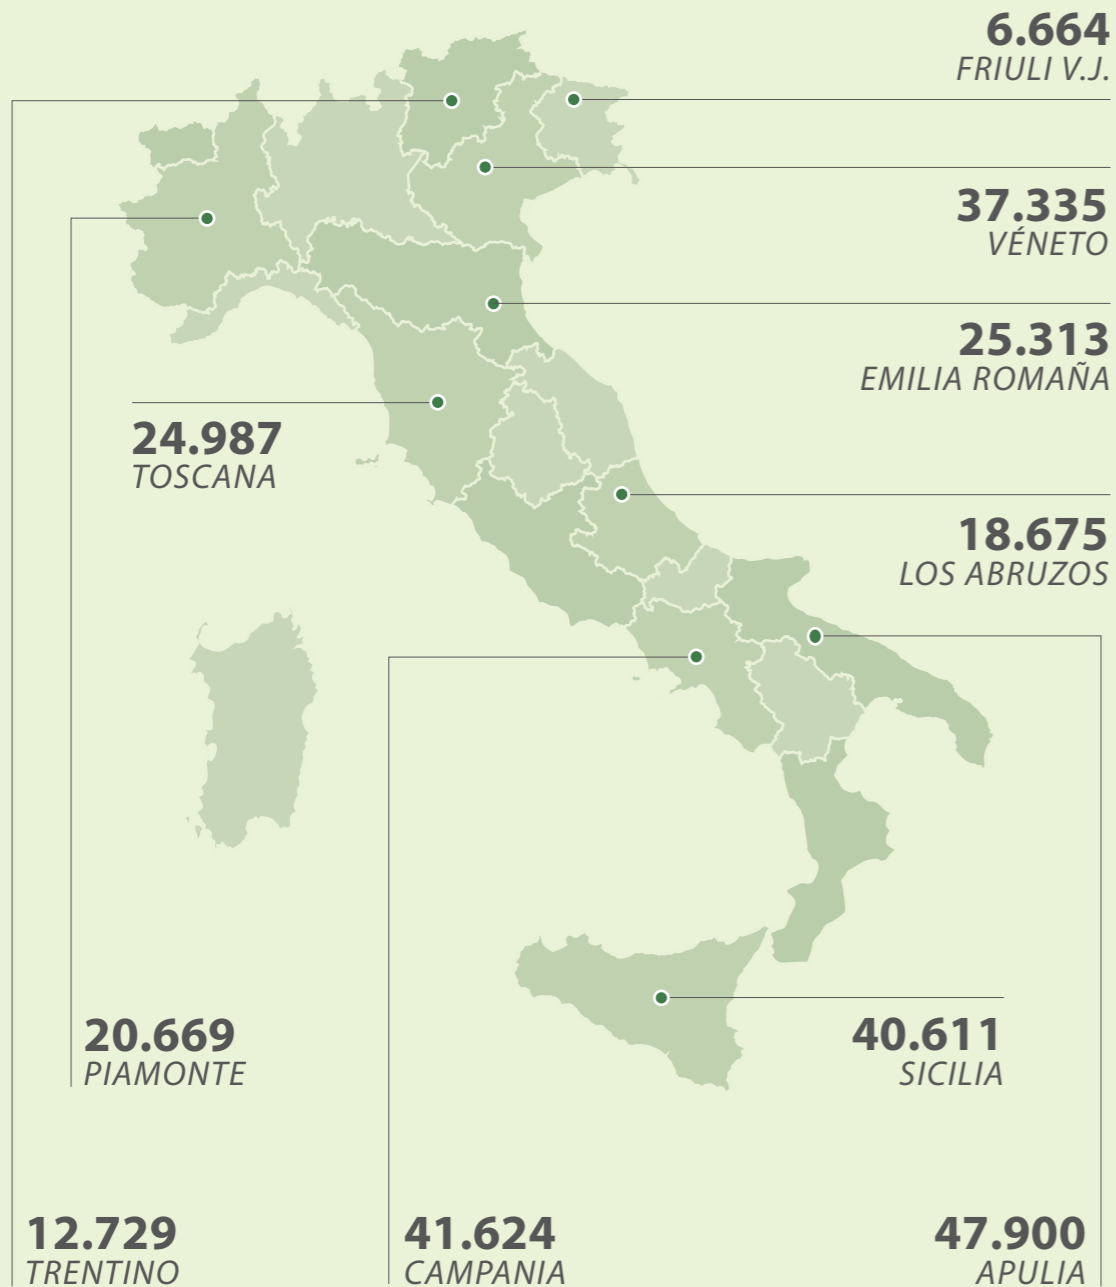 6.664
FRIULI V.J.
37.335
VÉNETO
25.313
EMILIA ROMAÑA
24.987
TOSCANA
18.675
LOS ABRUZOS
20.669
PIAMONTE
40.611
SICILIA
12.729
TRENTINO
41.624
CAMPANIA
47.900
APULIA